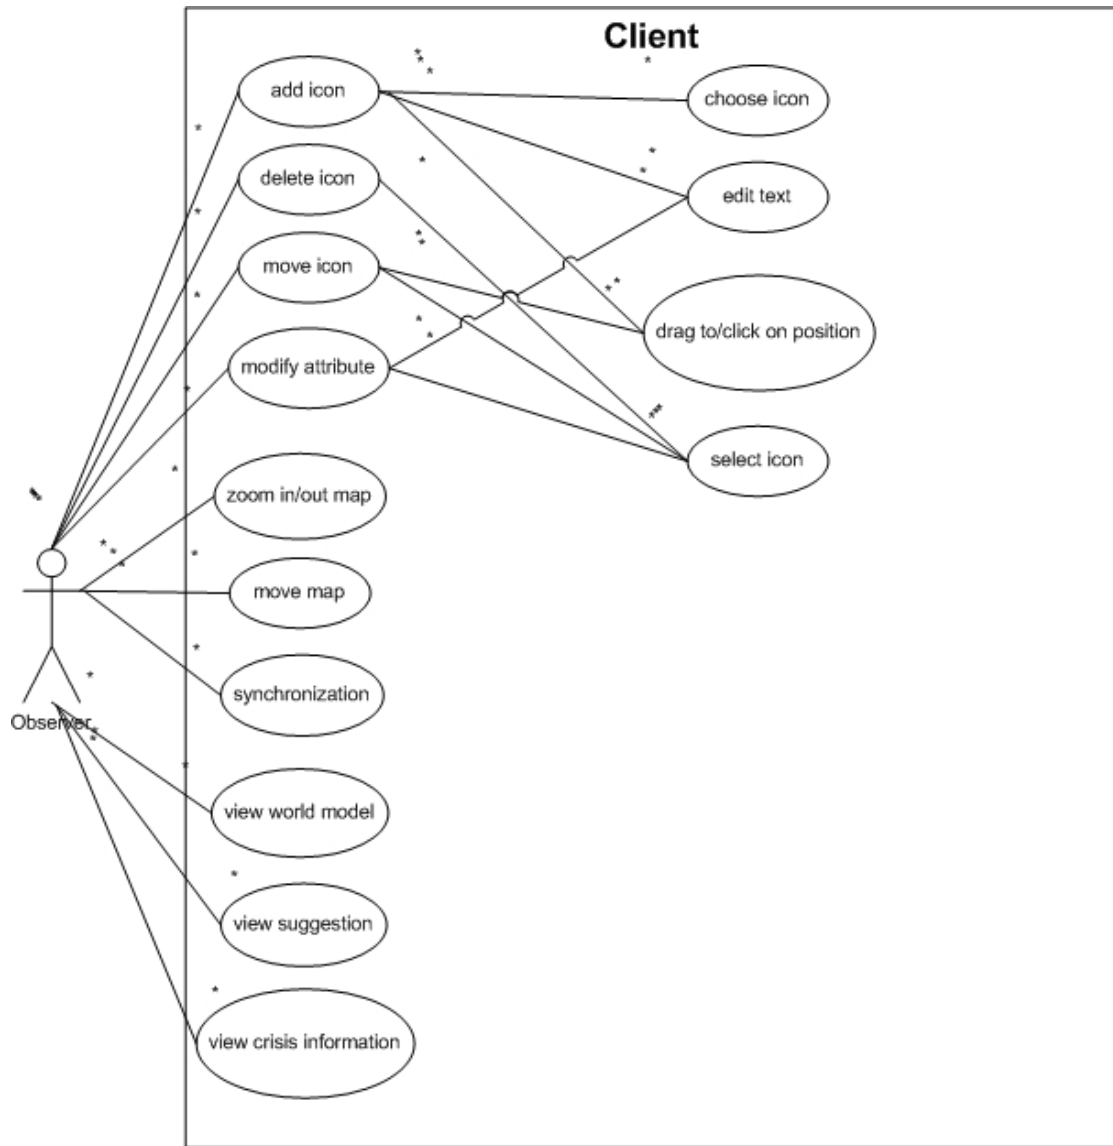 Client
add icon
choose icon
delete icon
edit text
move icon
drag to/click on position
modify attribute
select icon
zoom in/out map
move map
synchronization
Observer
view world model
view suggestion
view crisis information